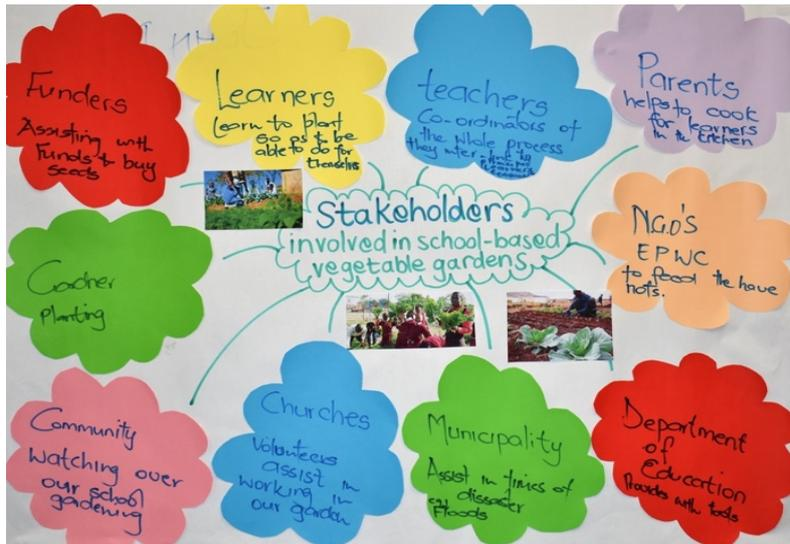 Funders
Assisting with
Funds to buy
seeds
Learners
Learn to plant
so as to be
able to do for
themselves
teachers
Co-ordinators of
the whole process
they
Parents
helps to cook
for learners
in the kitchen
Stakeholders
involved in school-based
vegetable gardens
N.G.O'S
EPWC
to feed the have
nots.
Gardner
Planting
Community
Watching over
our school
gardening
Churches
Volunteers
assist in
working in
our garden
Municipality
Assist in times of
dissaster
eg Floods
Department
of
Education
Provides with tools